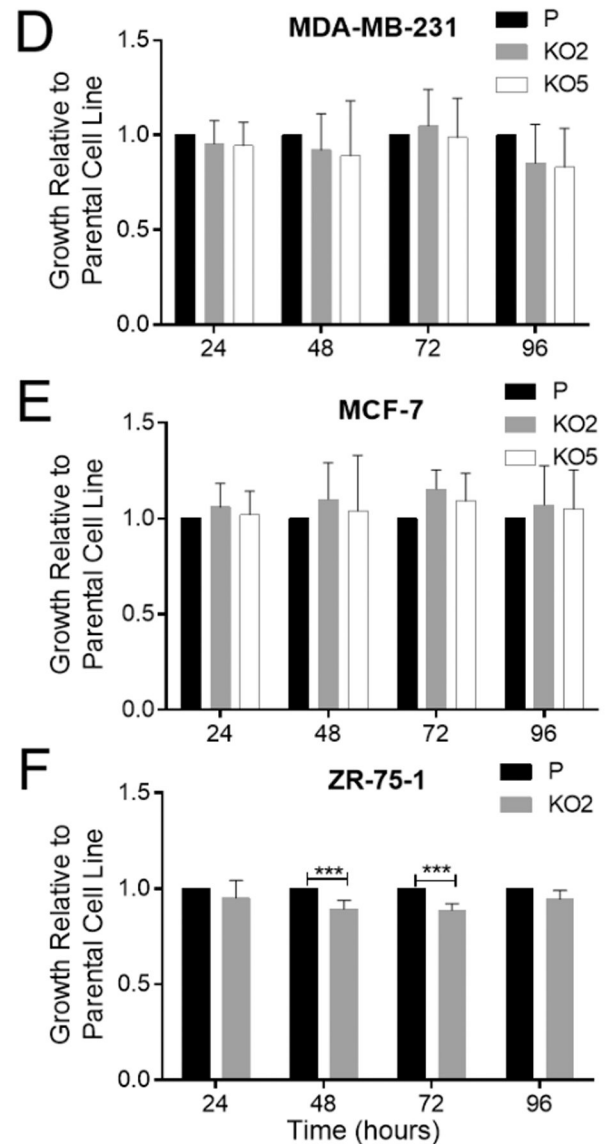 D
MDA-MB-231
P
KO2
KO5
Growth Relative to
Parental Cell Line
1.5
1.0
0.5
0.0
24 48 72 96
E
MCF-7
P
KO2
KO5
Growth Relative to
Parental Cell Line
1.5
1.0
0.5
0.0
24 48 72 96
F
ZR-75-1
P
KO2
Growth Relative to
Parental Cell Line
1.5
1.0
0.5
0.0
*** ***
24 48 72 96
Time (hours)